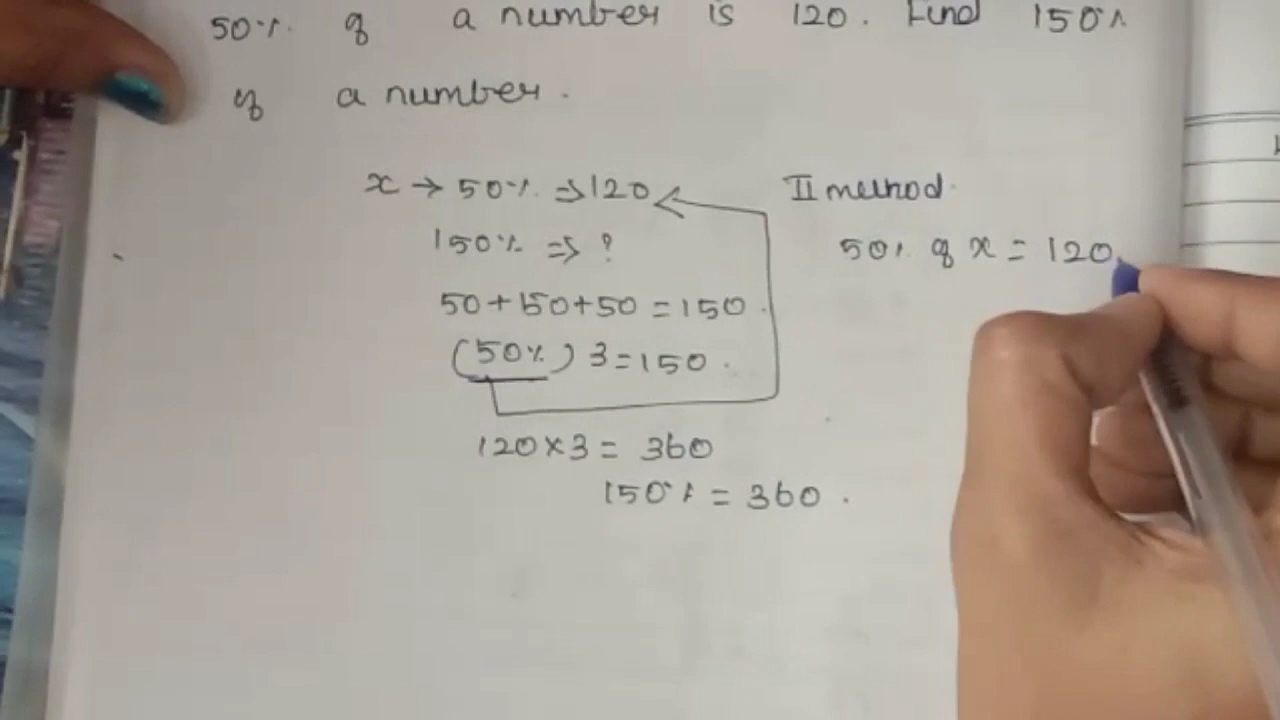 50% of a number is 120. Find 150%
of a number.
x → 50% ⇒ 120
150% ⇒ ?
50+50+50 = 150.
(50%) 3 = 150.
120×3 = 360
150% = 360.
II method.
50% of x = 120